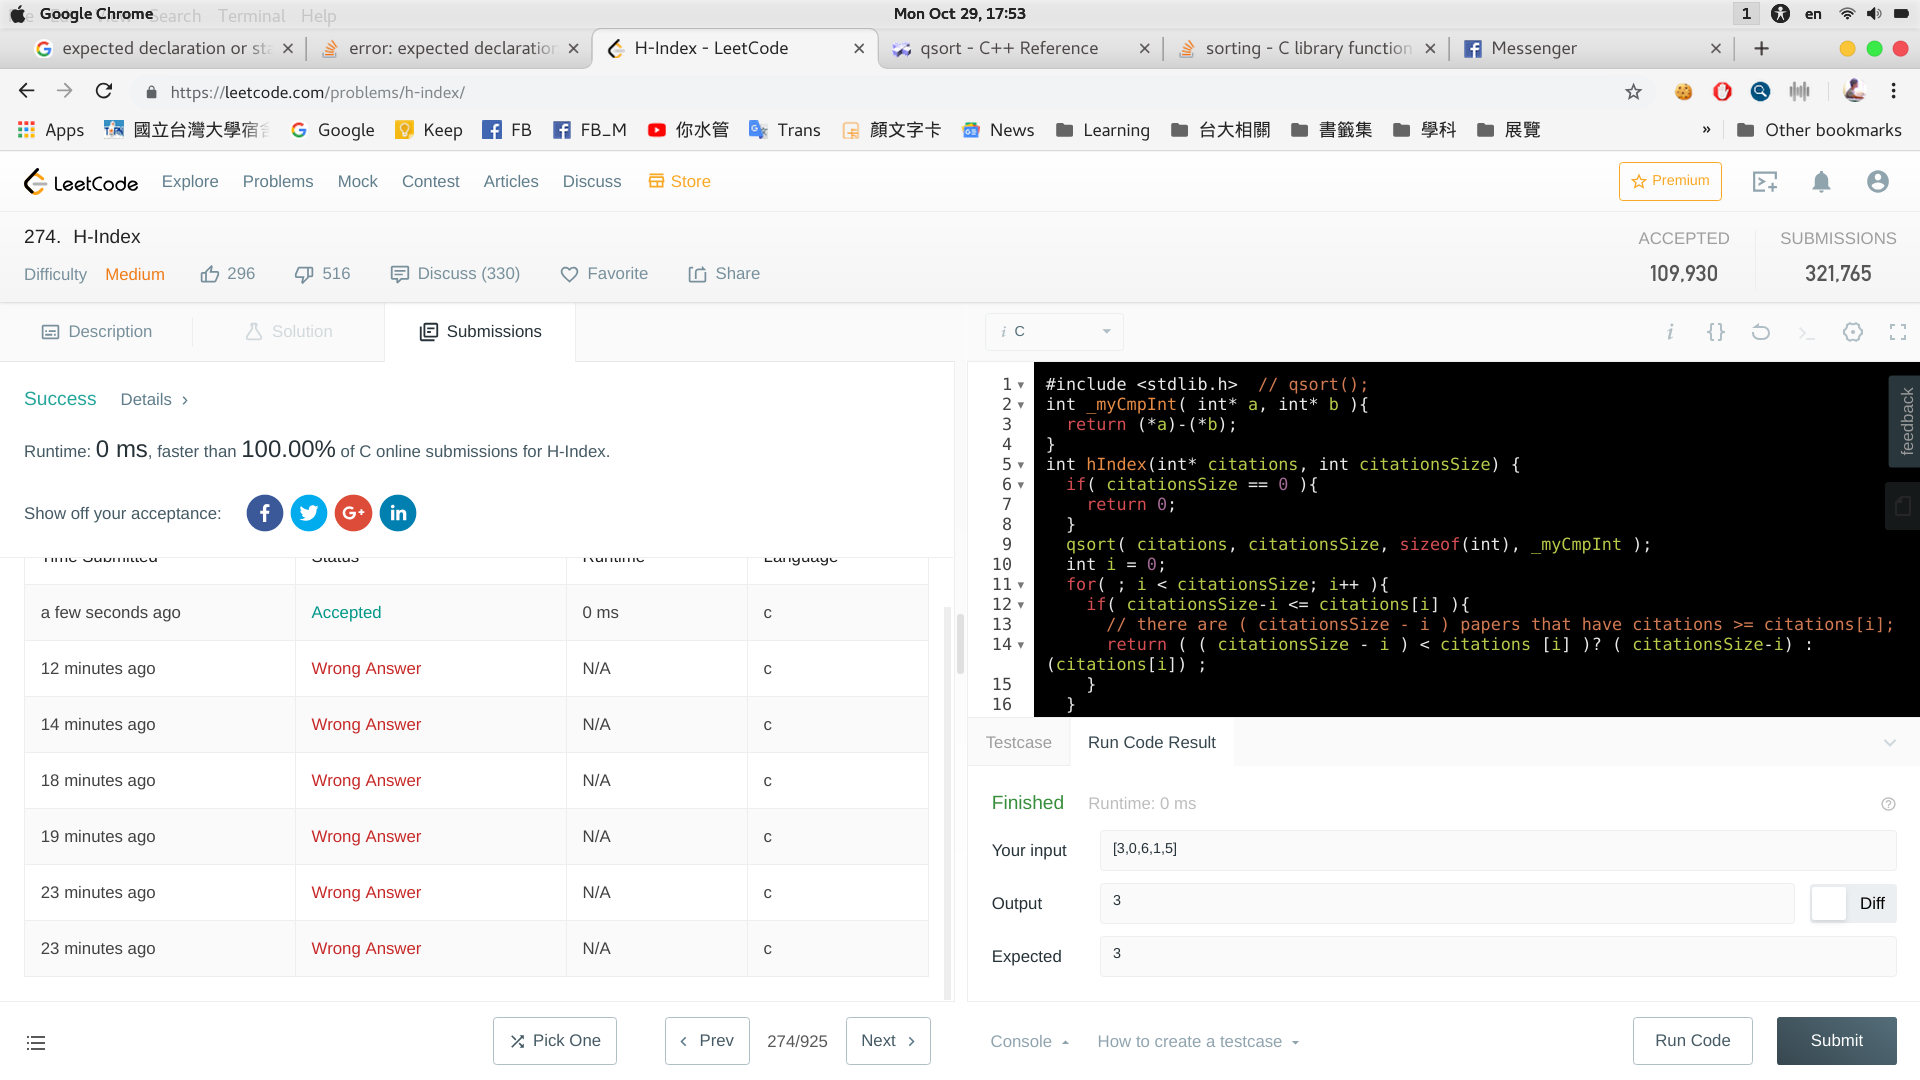 Google Chrome
Search Terminal Help
Mon Oct 29, 17:53
1
en
expected declaration or sta
error: expected declaration
H-Index - LeetCode
qsort - C++ Reference
sorting - C library function
Messenger
https://leetcode.com/problems/h-index/
Apps
國立台灣大學宿舍
Google
Keep
FB
FB_M
你水管
Trans
顏文字卡
News
Learning
台大相關
書籤集
學科
展覽
»
Other bookmarks
LeetCode
Explore
Problems
Mock
Contest
Articles
Discuss
Store
Premium
274. H-Index
ACCEPTED
SUBMISSIONS
Difficulty Medium 296 516 Discuss (330) Favorite Share
109,930
321,765
Description
Solution
Submissions
i C
Success Details >
Runtime: 0 ms, faster than 100.00% of C online submissions for H-Index.
Show off your acceptance:
Time Submitted Status Runtime Language
a few seconds ago Accepted 0 ms c
12 minutes ago Wrong Answer N/A c
14 minutes ago Wrong Answer N/A c
18 minutes ago Wrong Answer N/A c
19 minutes ago Wrong Answer N/A c
23 minutes ago Wrong Answer N/A c
23 minutes ago Wrong Answer N/A c
Pick One
Prev
274/925
Next
1 #include <stdlib.h>  // qsort();
2 int _myCmpInt( int* a, int* b ){
3   return (*a)-(*b);
4 }
5 int hIndex(int* citations, int citationsSize) {
6   if( citationsSize == 0 ){
7     return 0;
8   }
9   qsort( citations, citationsSize, sizeof(int), _myCmpInt );
10   int i = 0;
11   for( ; i < citationsSize; i++ ){
12     if( citationsSize-i <= citations[i] ){
13       // there are ( citationsSize - i ) papers that have citations >= citations[i];
14       return ( ( citationsSize - i ) < citations [i] )? ( citationsSize-i) :
(citations[i]) ;
15     }
16   }
feedback
Testcase
Run Code Result
Finished Runtime: 0 ms
Your input [3,0,6,1,5]
Output 3 Diff
Expected 3
Console
How to create a testcase
Run Code
Submit